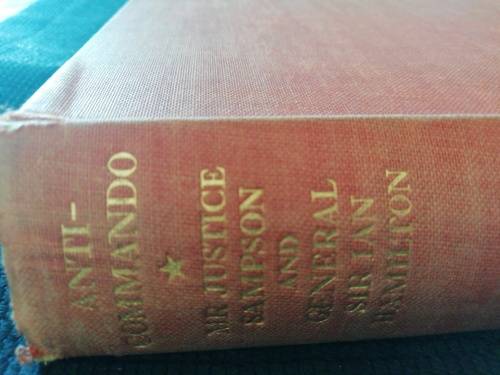 ANTI-
COMMANDO
MR JUSTICE
SAMPSON
AND
GENERAL
SIR IAN
HAMILTON